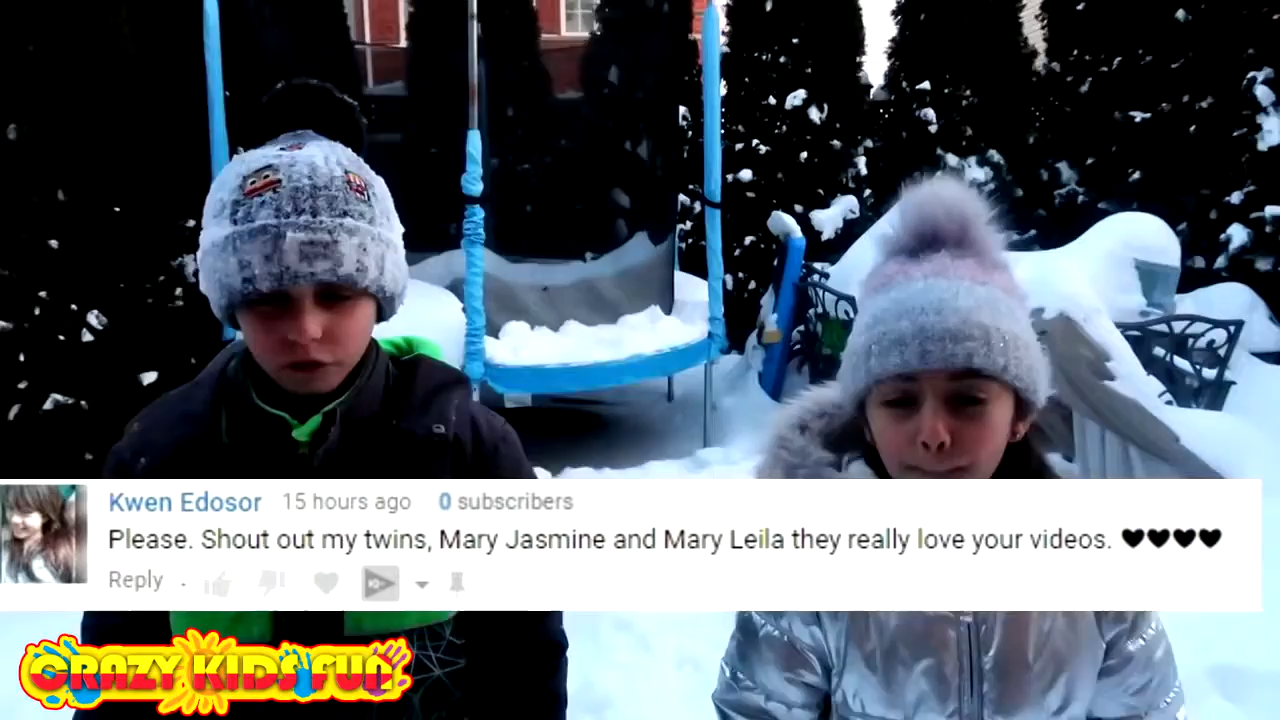 Kwen Edosor 15 hours ago 0 subscribers
Please. Shout out my twins, Mary Jasmine and Mary Leila they really love your videos. ♥♥♥♥
Reply .
CRAZY KIDS FUN